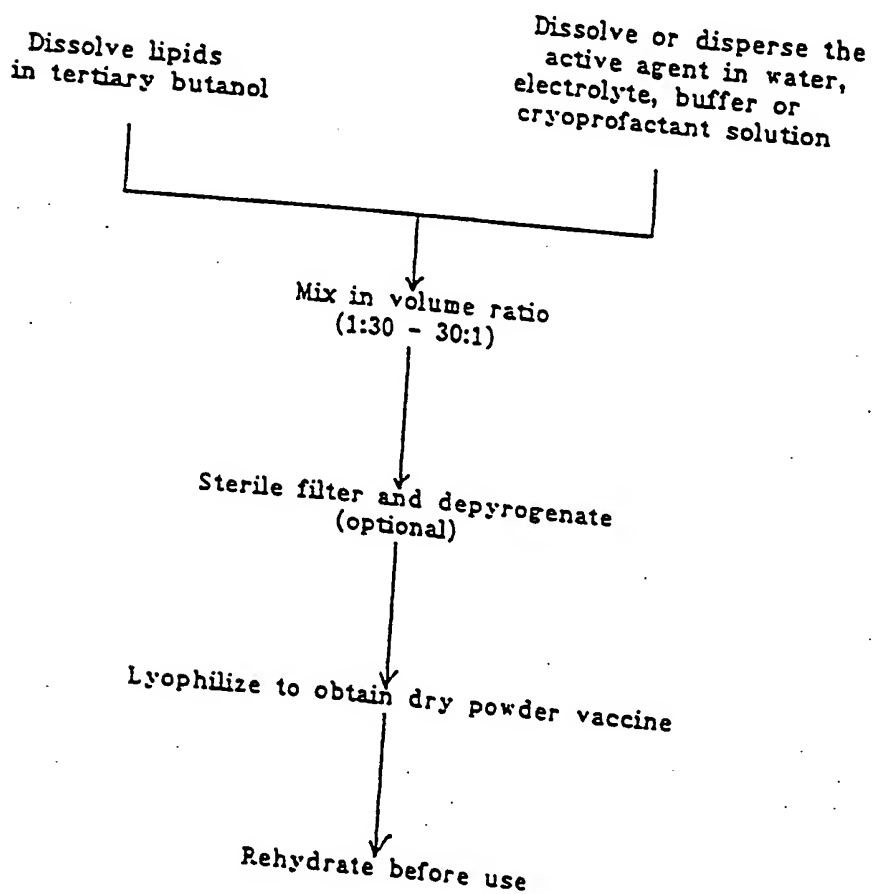 Dissolve lipids
in tertiary butanol
Dissolve or disperse the
active agent in water,
electrolyte, buffer or
cryoprofactant solution
Mix in volume ratio
(1:30 - 30:1)
Sterile filter and depyrogenate
(optional)
Lyophilize to obtain dry powder vaccine
Rehydrate before use